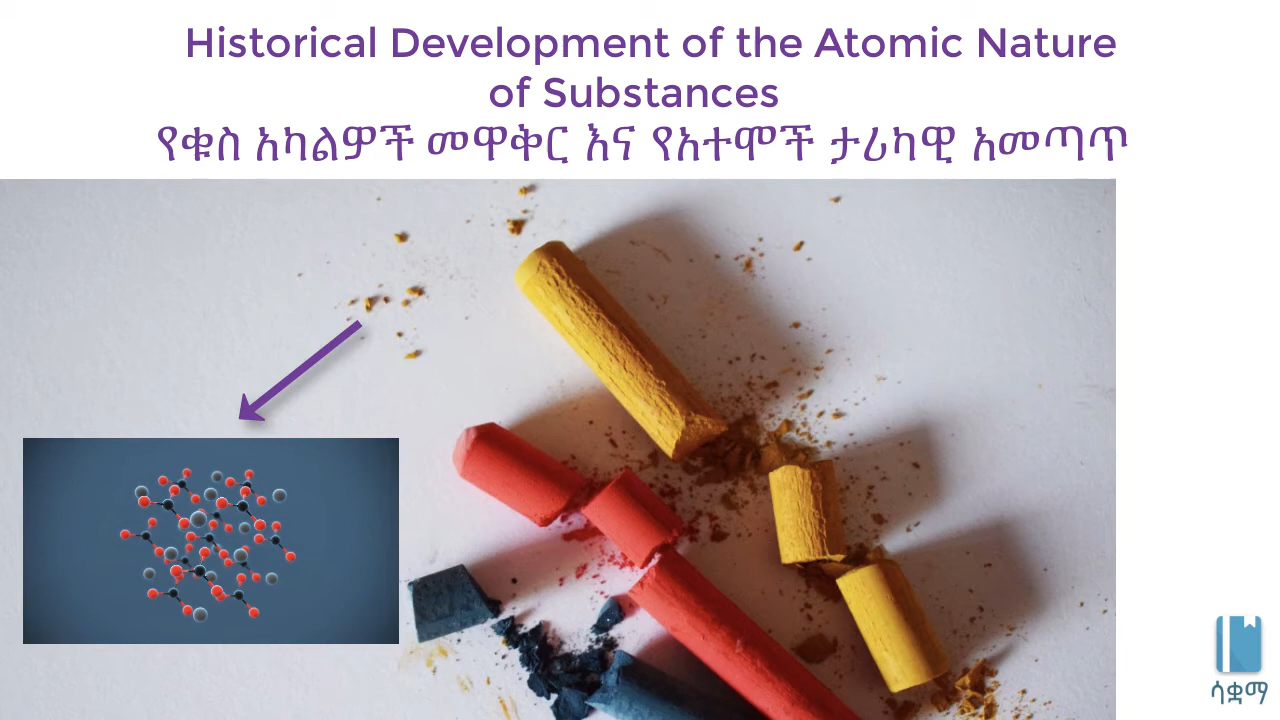 Historical Development of the Atomic Nature
of Substances
የቁስ አካልዎች መዋቅር እና የአተሞች ታሪካዊ አመጣጥ
ሳቋማ